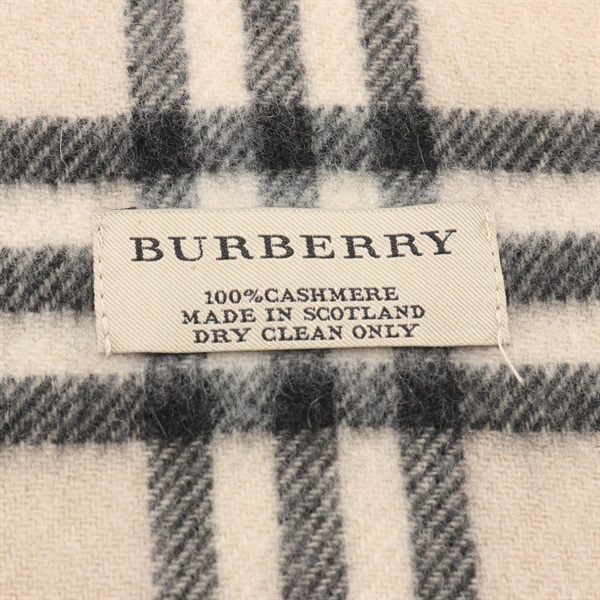 BURBERRY
100%CASHMERE
MADE IN SCOTLAND
DRY CLEAN ONLY